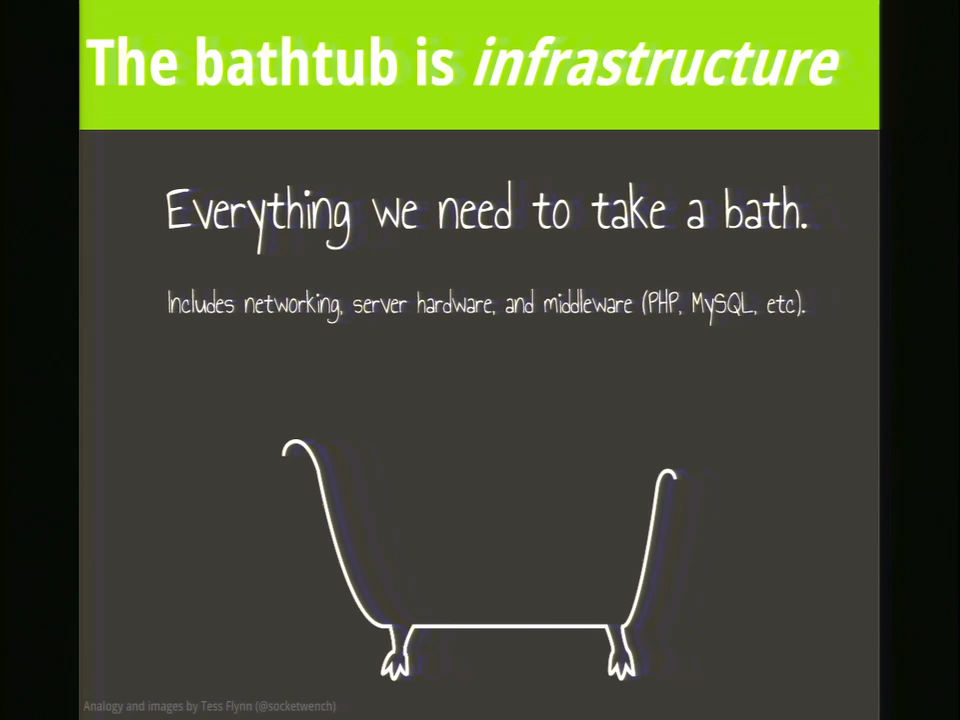 The bathtub is infrastructure
Everything we need to take a bath.
Includes networking, server hardware, and middleware (PHP, MySQL, etc).
Analogy and images by Tess Flynn (@socketwench)